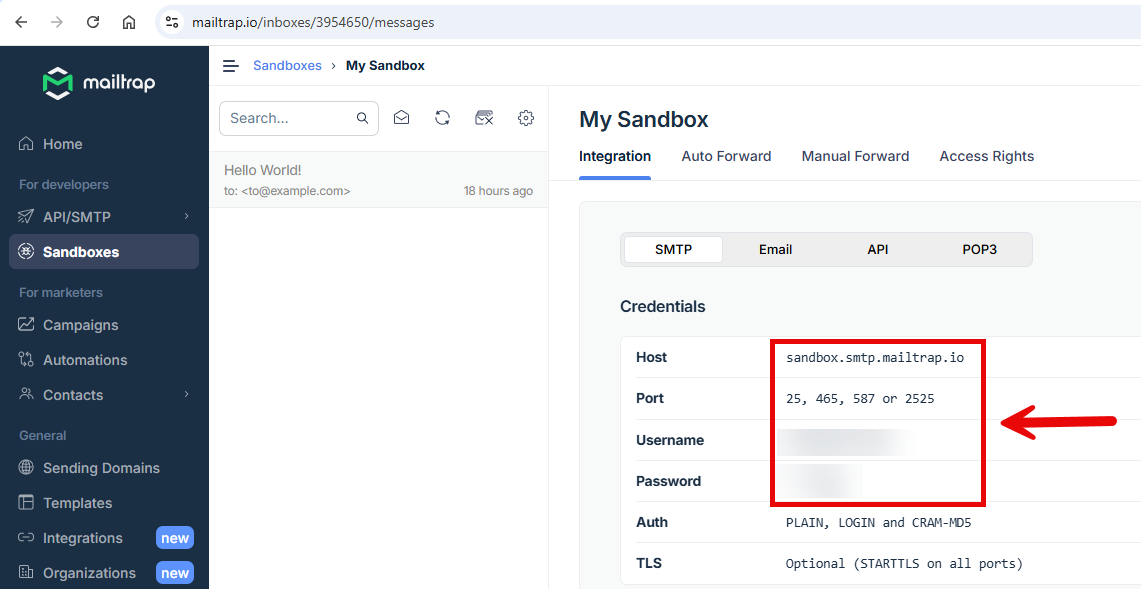 mailtrap.io/inboxes/3954650/messages
mailtrap
Home
For developers
API/SMTP
Sandboxes
For marketers
Campaigns
Automations
Contacts
General
Sending Domains
Templates
Integrations new
Organizations new
Sandboxes › My Sandbox
Search...
Hello World!
to: <to@example.com> 18 hours ago
My Sandbox
Integration Auto Forward Manual Forward Access Rights
SMTP Email API POP3
Credentials
Host sandbox.smtp.mailtrap.io
Port 25, 465, 587 or 2525
Username
Password
Auth PLAIN, LOGIN and CRAM-MD5
TLS Optional (STARTTLS on all ports)